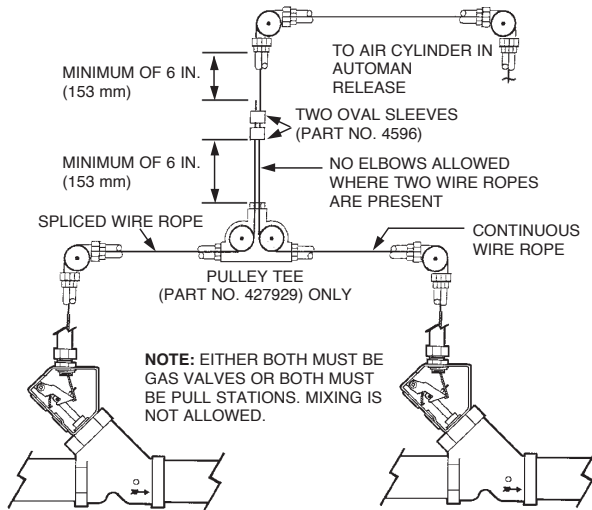 TO AIR CYLINDER IN
AUTOMAN
RELEASE
MINIMUM OF 6 IN.
(153 mm)
TWO OVAL SLEEVES
(PART NO. 4596)
MINIMUM OF 6 IN.
(153 mm)
NO ELBOWS ALLOWED
WHERE TWO WIRE ROPES
ARE PRESENT
SPLICED WIRE ROPE
CONTINUOUS
WIRE ROPE
PULLEY TEE
(PART NO. 427929) ONLY
NOTE: EITHER BOTH MUST BE
GAS VALVES OR BOTH MUST
BE PULL STATIONS. MIXING IS
NOT ALLOWED.